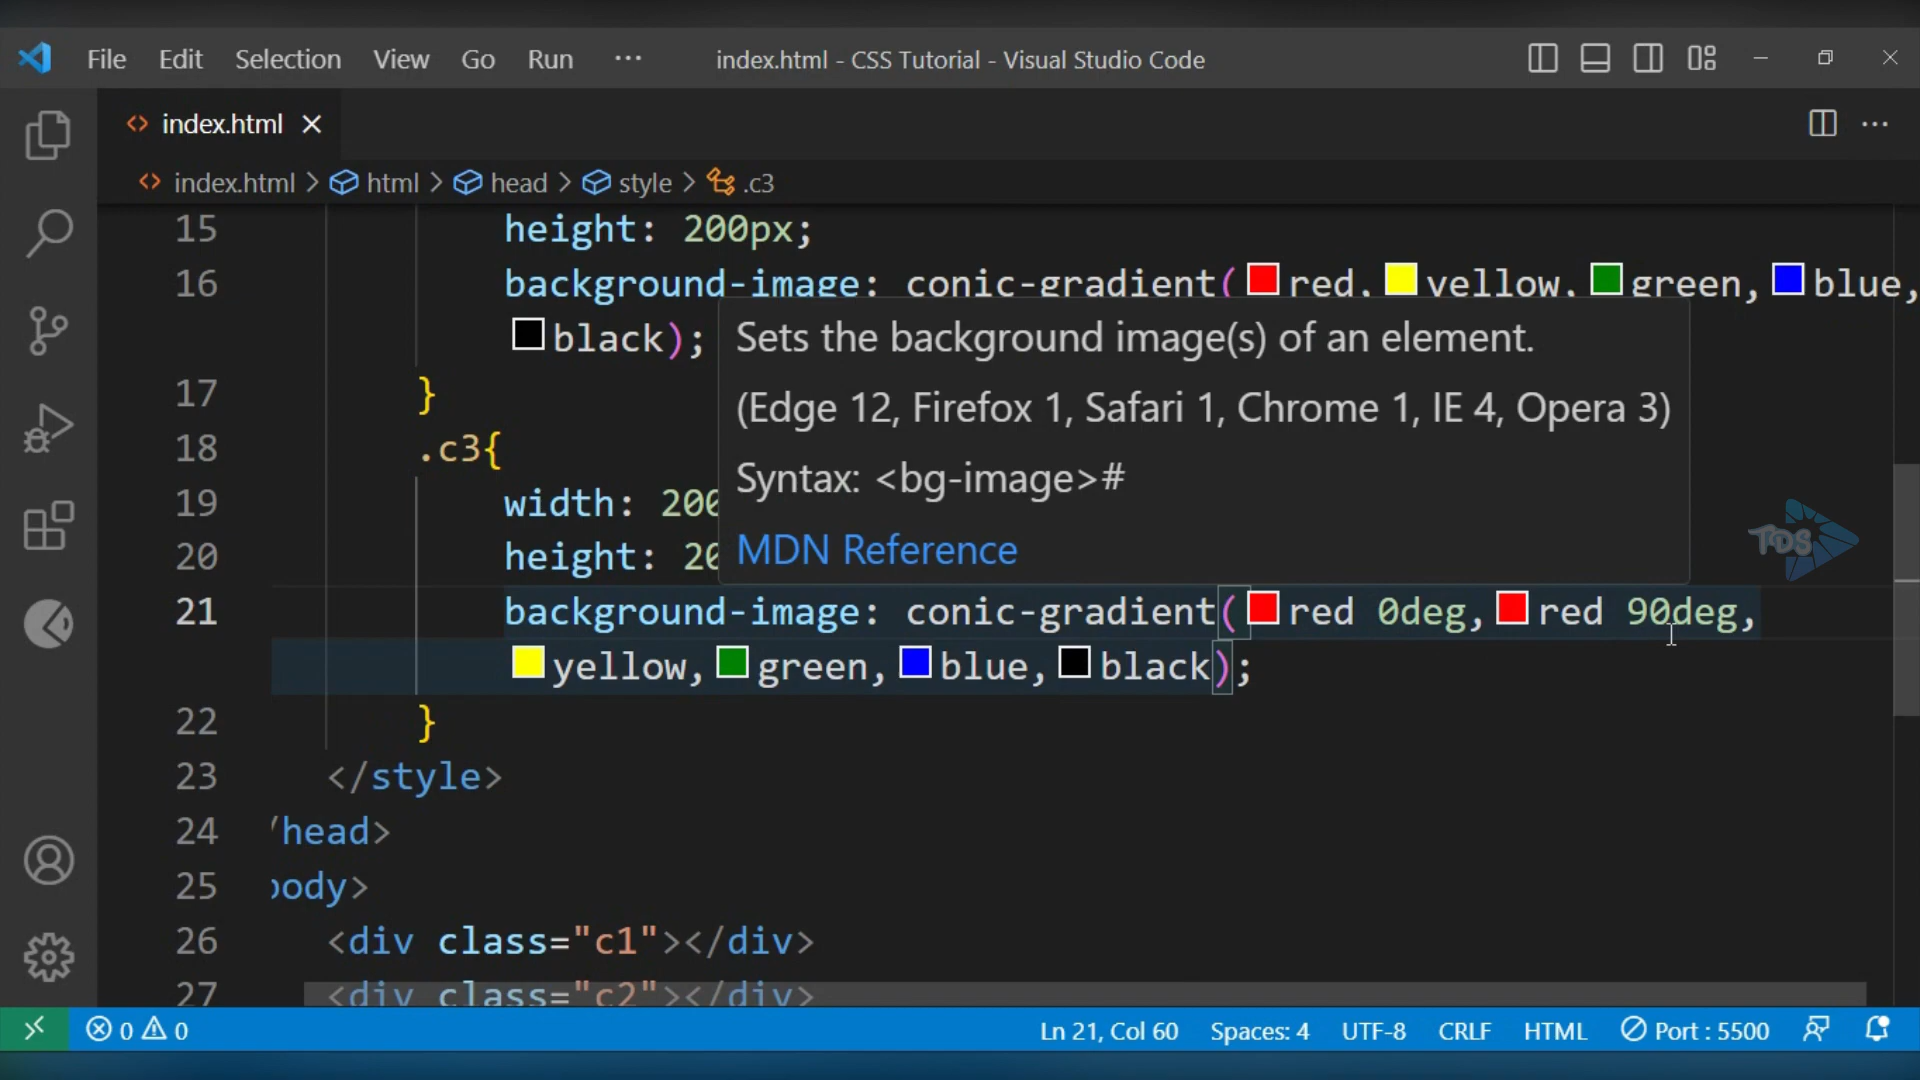 File Edit Selection View Go Run ··· index.html - CSS Tutorial - Visual Studio Code
index.html
index.html > html > head > style > .c3
15 height: 200px;
16 background-image: conic-gradient(red, yellow, green, blue,
black);
Sets the background image(s) of an element.
17 }
(Edge 12, Firefox 1, Safari 1, Chrome 1, IE 4, Opera 3)
18 .c3{
Syntax: <bg-image>#
19 width: 200
TDS
20 height: 20
MDN Reference
21 background-image: conic-gradient(red 0deg, red 90deg,
yellow, green, blue, black);
22 }
23 </style>
24 /head>
25 body>
26 <div class="c1"></div>
27 <div class="c2"></div>
0 0 Ln 21, Col 60 Spaces: 4 UTF-8 CRLF HTML Port : 5500